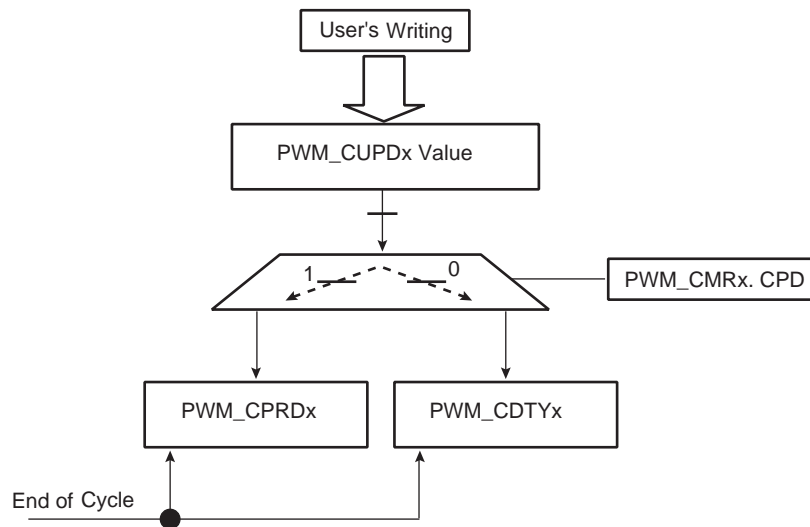 User's Writing
PWM_CUPDx Value
1
0
PWM_CMRx. CPD
PWM_CPRDx
PWM_CDTYx
End of Cycle